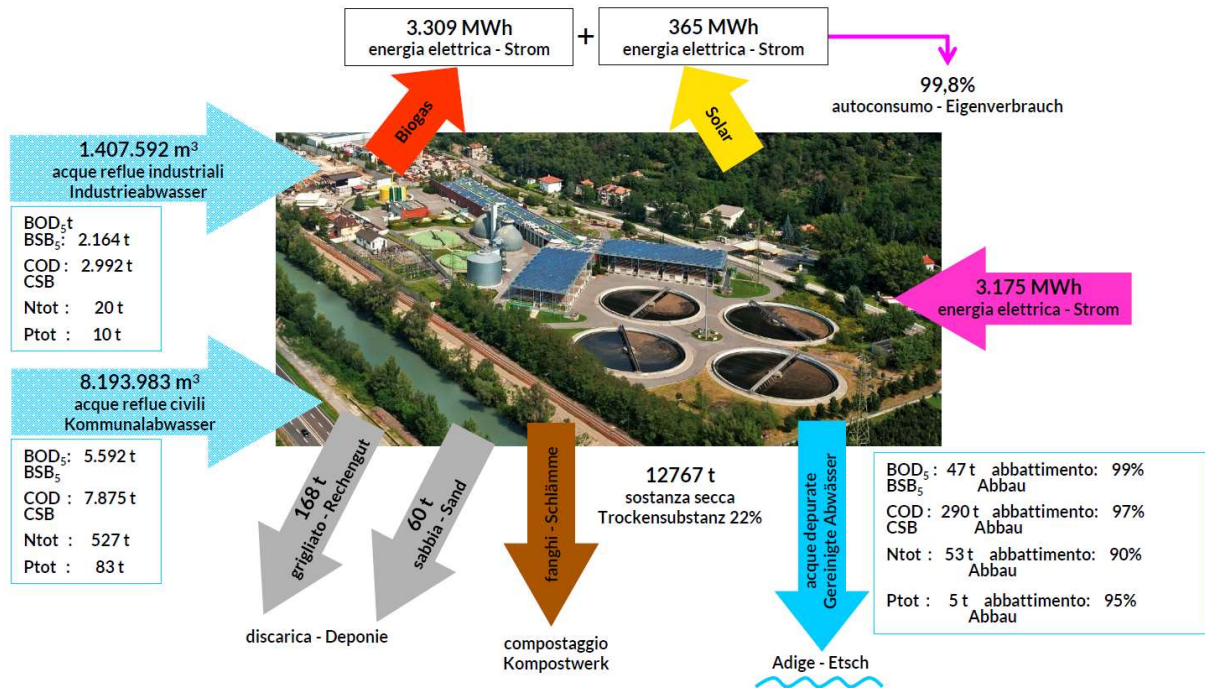 3.309 MWh
energia elettrica - Strom
+
365 MWh
energia elettrica - Strom
99,8%
autoconsumo - Eigenverbrauch
Biogas
Solar
1.407.592 m³
acque reflue industriali
Industrieabwasser
BOD₅t
BSB₅: 2.164 t
COD : 2.992 t
CSB
Ntot : 20 t
Ptot : 10 t
3.175 MWh
energia elettrica - Strom
8.193.983 m³
acque reflue civili
Kommunalabwasser
BOD₅: 5.592 t
BSB₅
COD : 7.875 t
CSB
Ntot : 527 t
Ptot : 83 t
168 t
grigliato - Rechengut
60 t
sabbia - Sand
discarica - Deponie
fanghi - Schlämme
12767 t
sostanza secca
Trockensubstanz 22%
compostaggio
Kompostwerk
acque depurate
Gereinigte Abwässer
Adige - Etsch
BOD₅ : 47 t abbattimento: 99%
BSB₅ Abbau
COD : 290 t abbattimento: 97%
CSB Abbau
Ntot : 53 t abbattimento: 90%
Abbau
Ptot : 5 t abbattimento: 95%
Abbau